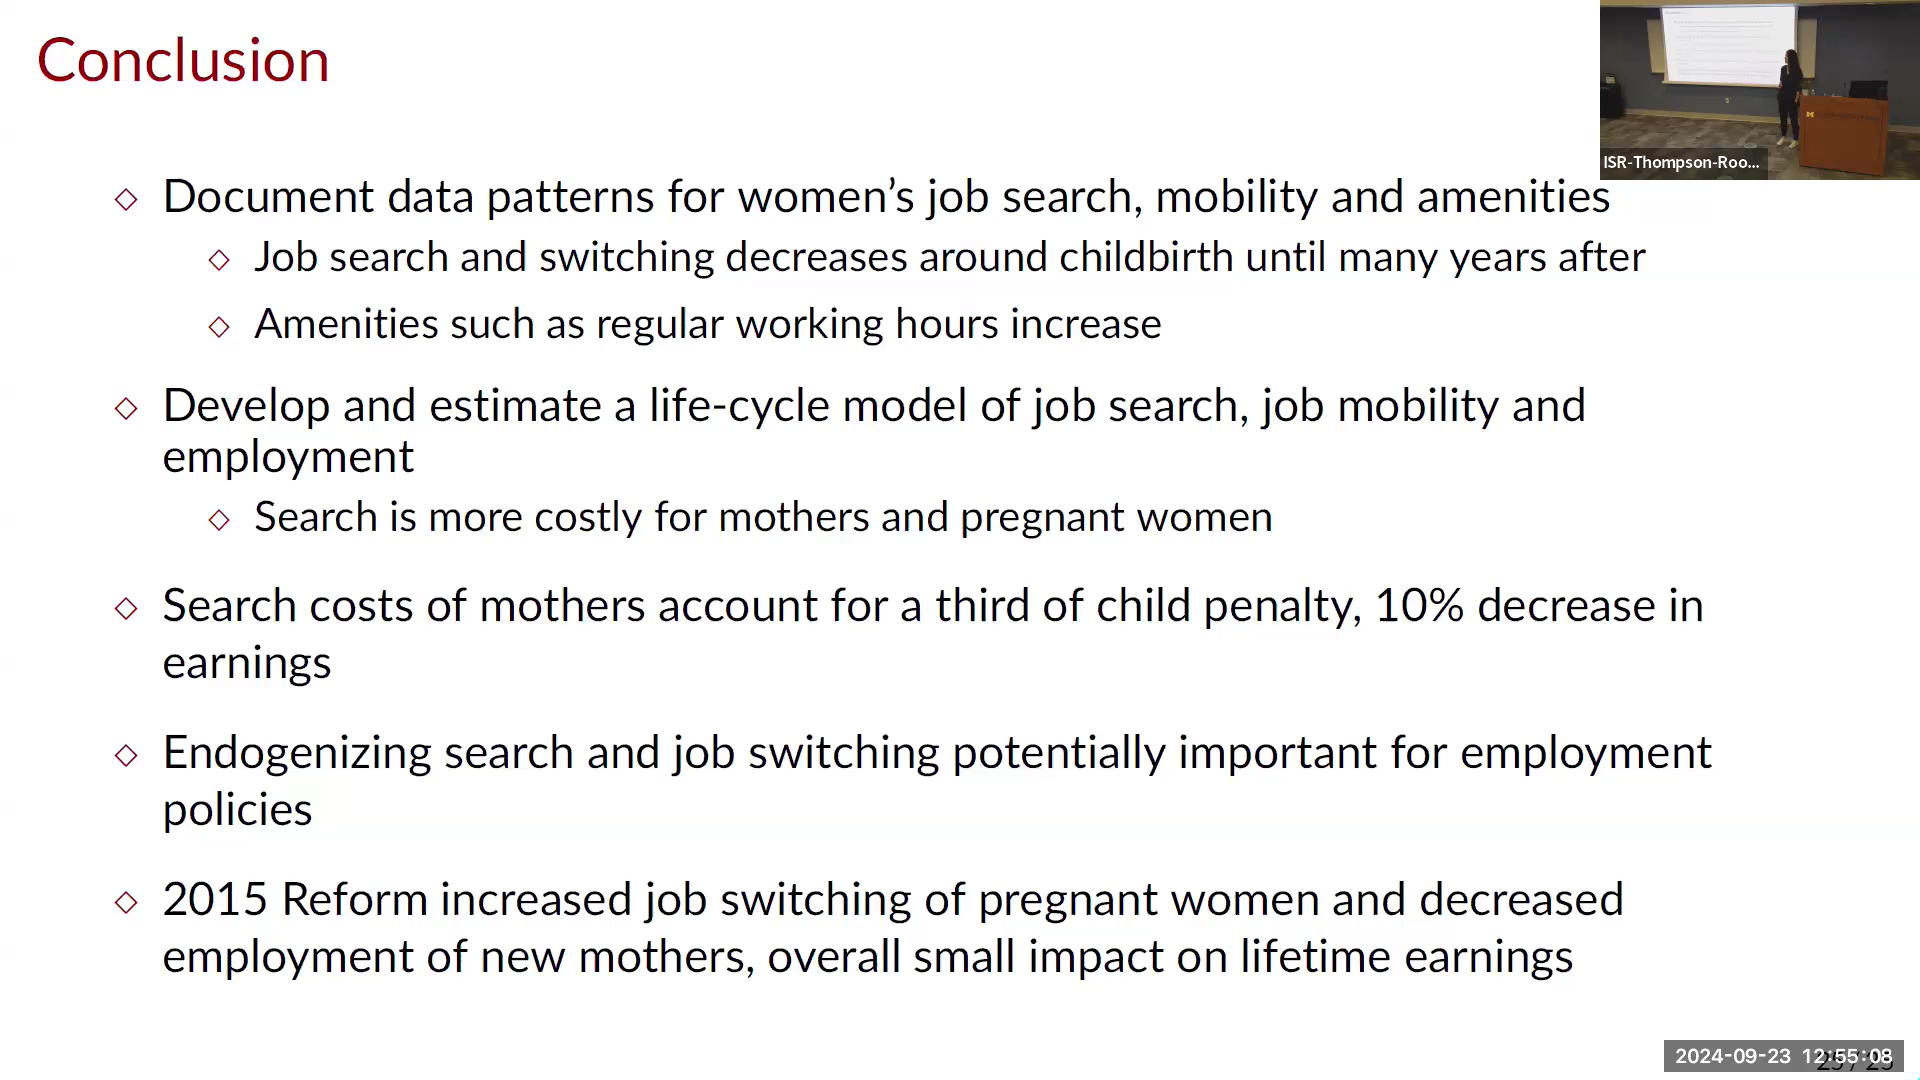 Conclusion
ISR-Thompson-Roo...
◇ Document data patterns for women’s job search, mobility and amenities
◇ Job search and switching decreases around childbirth until many years after
◇ Amenities such as regular working hours increase
◇ Develop and estimate a life-cycle model of job search, job mobility and
employment
◇ Search is more costly for mothers and pregnant women
◇ Search costs of mothers account for a third of child penalty, 10% decrease in
earnings
◇ Endogenizing search and job switching potentially important for employment
policies
◇ 2015 Reform increased job switching of pregnant women and decreased
employment of new mothers, overall small impact on lifetime earnings
2024-09-23 12:55:08